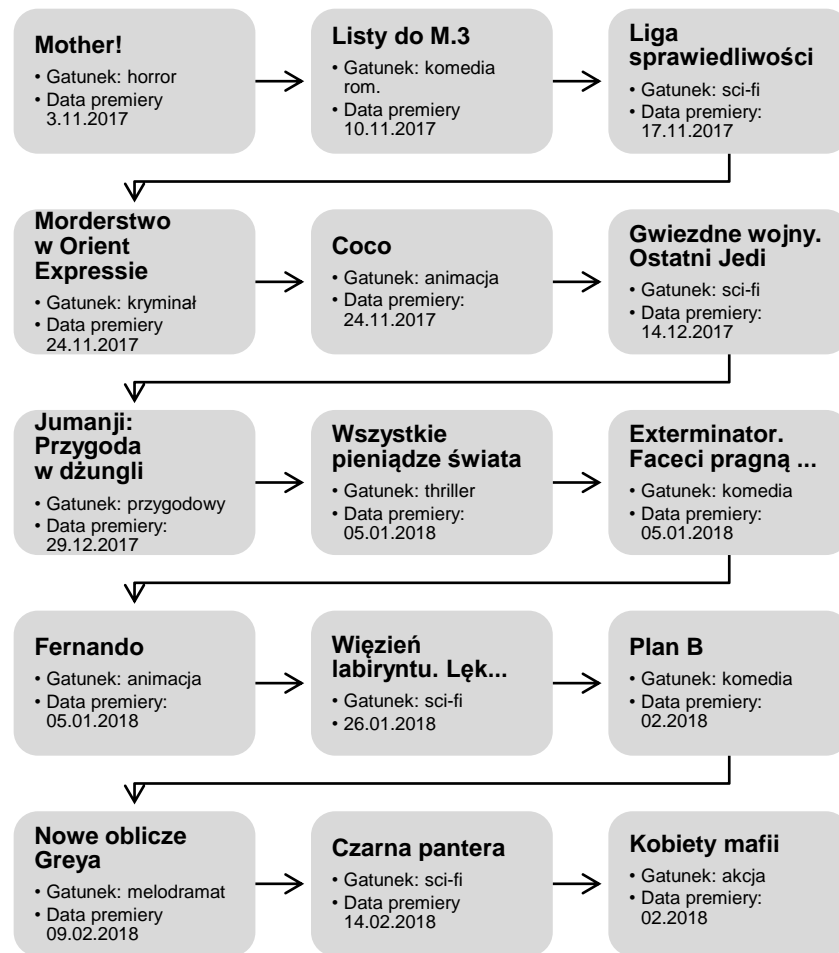 Mother!
• Gatunek: horror
• Data premiery
3.11.2017
Listy do M.3
• Gatunek: komedia
rom.
• Data premiery
10.11.2017
Liga
sprawiedliwości
• Gatunek: sci-fi
• Data premiery:
17.11.2017
Morderstwo
w Orient
Expressie
• Gatunek: kryminał
• Data premiery
24.11.2017
Coco
• Gatunek: animacja
• Data premiery:
24.11.2017
Gwiezdne wojny.
Ostatni Jedi
• Gatunek: sci-fi
• Data premiery:
14.12.2017
Jumanji:
Przygoda
w dżungli
• Gatunek: przygodowy
• Data premiery:
29.12.2017
Wszystkie
pieniądze świata
• Gatunek: thriller
• Data premiery:
05.01.2018
Exterminator.
Faceci pragną ...
• Gatunek: komedia
• Data premiery:
05.01.2018
Fernando
• Gatunek: animacja
• Data premiery:
05.01.2018
Więzień
labiryntu. Lęk...
• Gatunek: sci-fi
• 26.01.2018
Plan B
• Gatunek: komedia
• Data premiery:
02.2018
Nowe oblicze
Greya
• Gatunek: melodramat
• Data premiery
09.02.2018
Czarna pantera
• Gatunek: sci-fi
• Data premiery
14.02.2018
Kobiety mafii
• Gatunek: akcja
• Data premiery:
02.2018